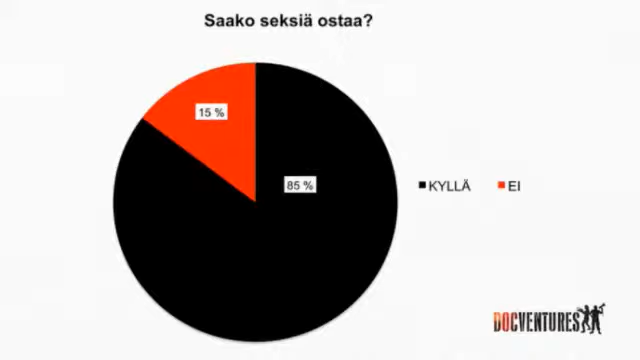 Saako seksiä ostaa?
15 %
85 %
KYLLÄ
EI
DOCVENTURES